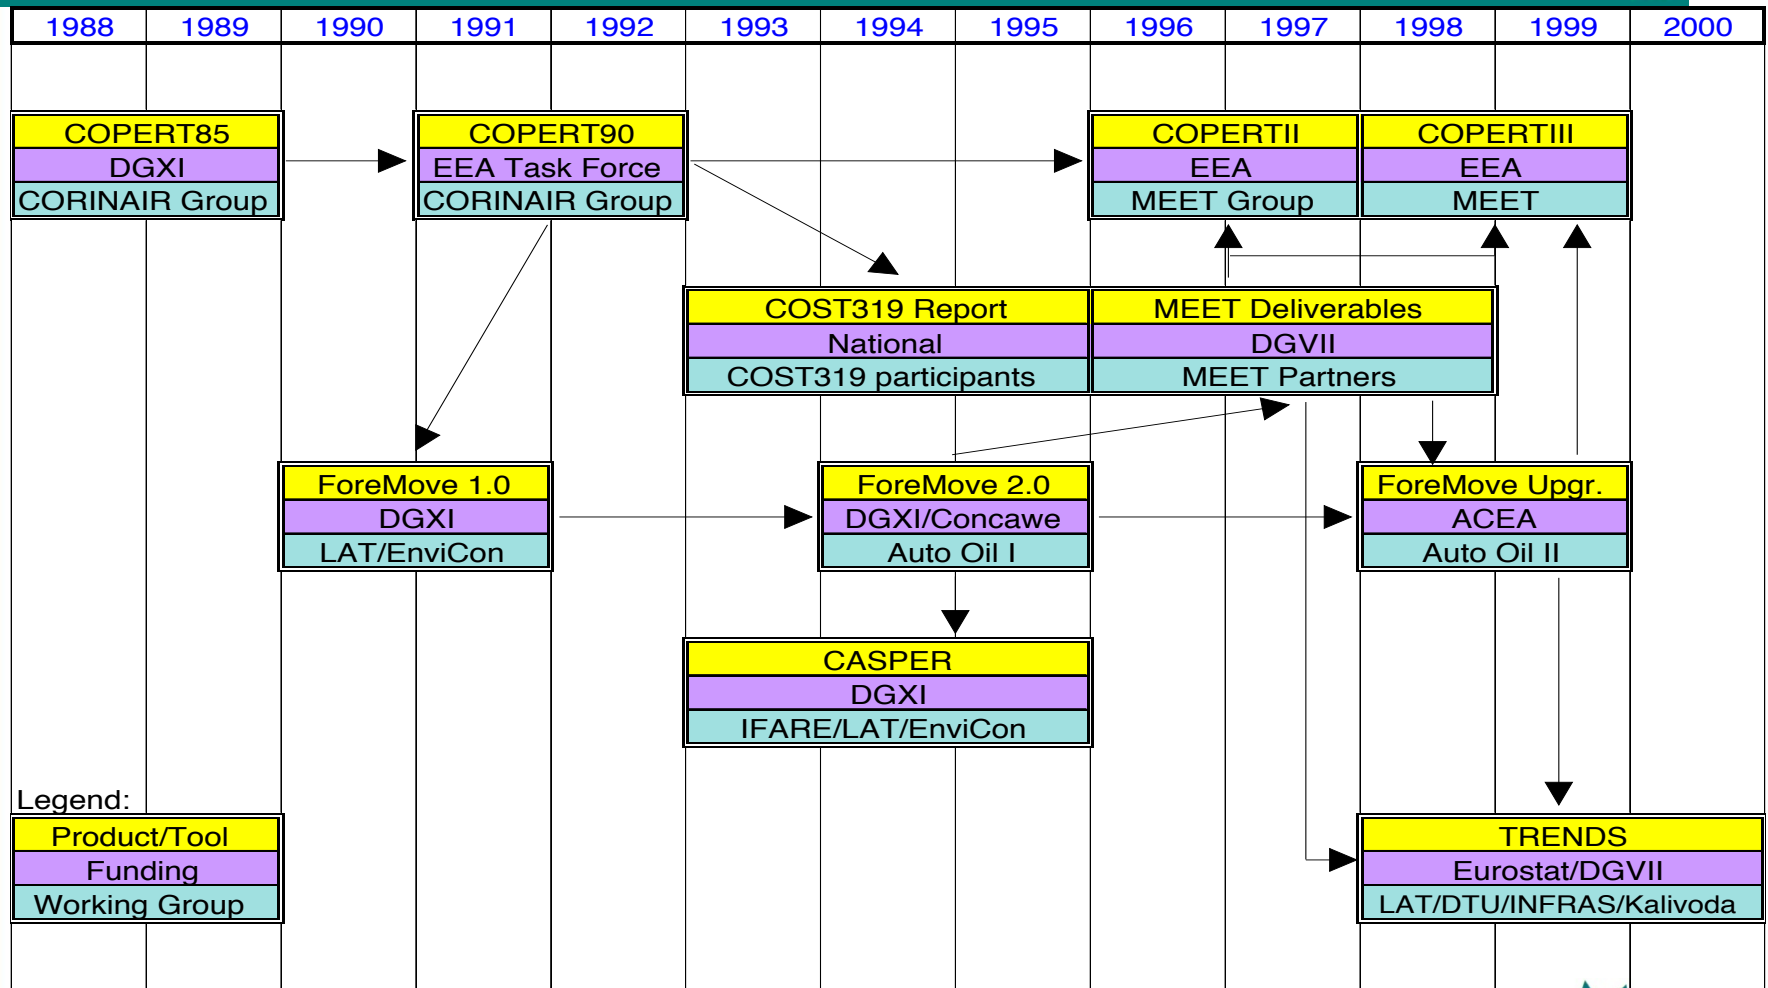 1988 1989 1990 1991 1992 1993 1994 1995 1996 1997 1998 1999 2000
COPERT85
DGXI
CORINAIR Group
COPERT90
EEA Task Force
CORINAIR Group
COPERTII
EEA
MEET Group
COPERTIII
EEA
MEET
COST319 Report
National
COST319 participants
MEET Deliverables
DGVII
MEET Partners
ForeMove 1.0
DGXI
LAT/EnviCon
ForeMove 2.0
DGXI/Concawe
Auto Oil I
ForeMove Upgr.
ACEA
Auto Oil II
CASPER
DGXI
IFARE/LAT/EnviCon
Legend:
Product/Tool
Funding
Working Group
TRENDS
Eurostat/DGVII
LAT/DTU/INFRAS/Kalivoda